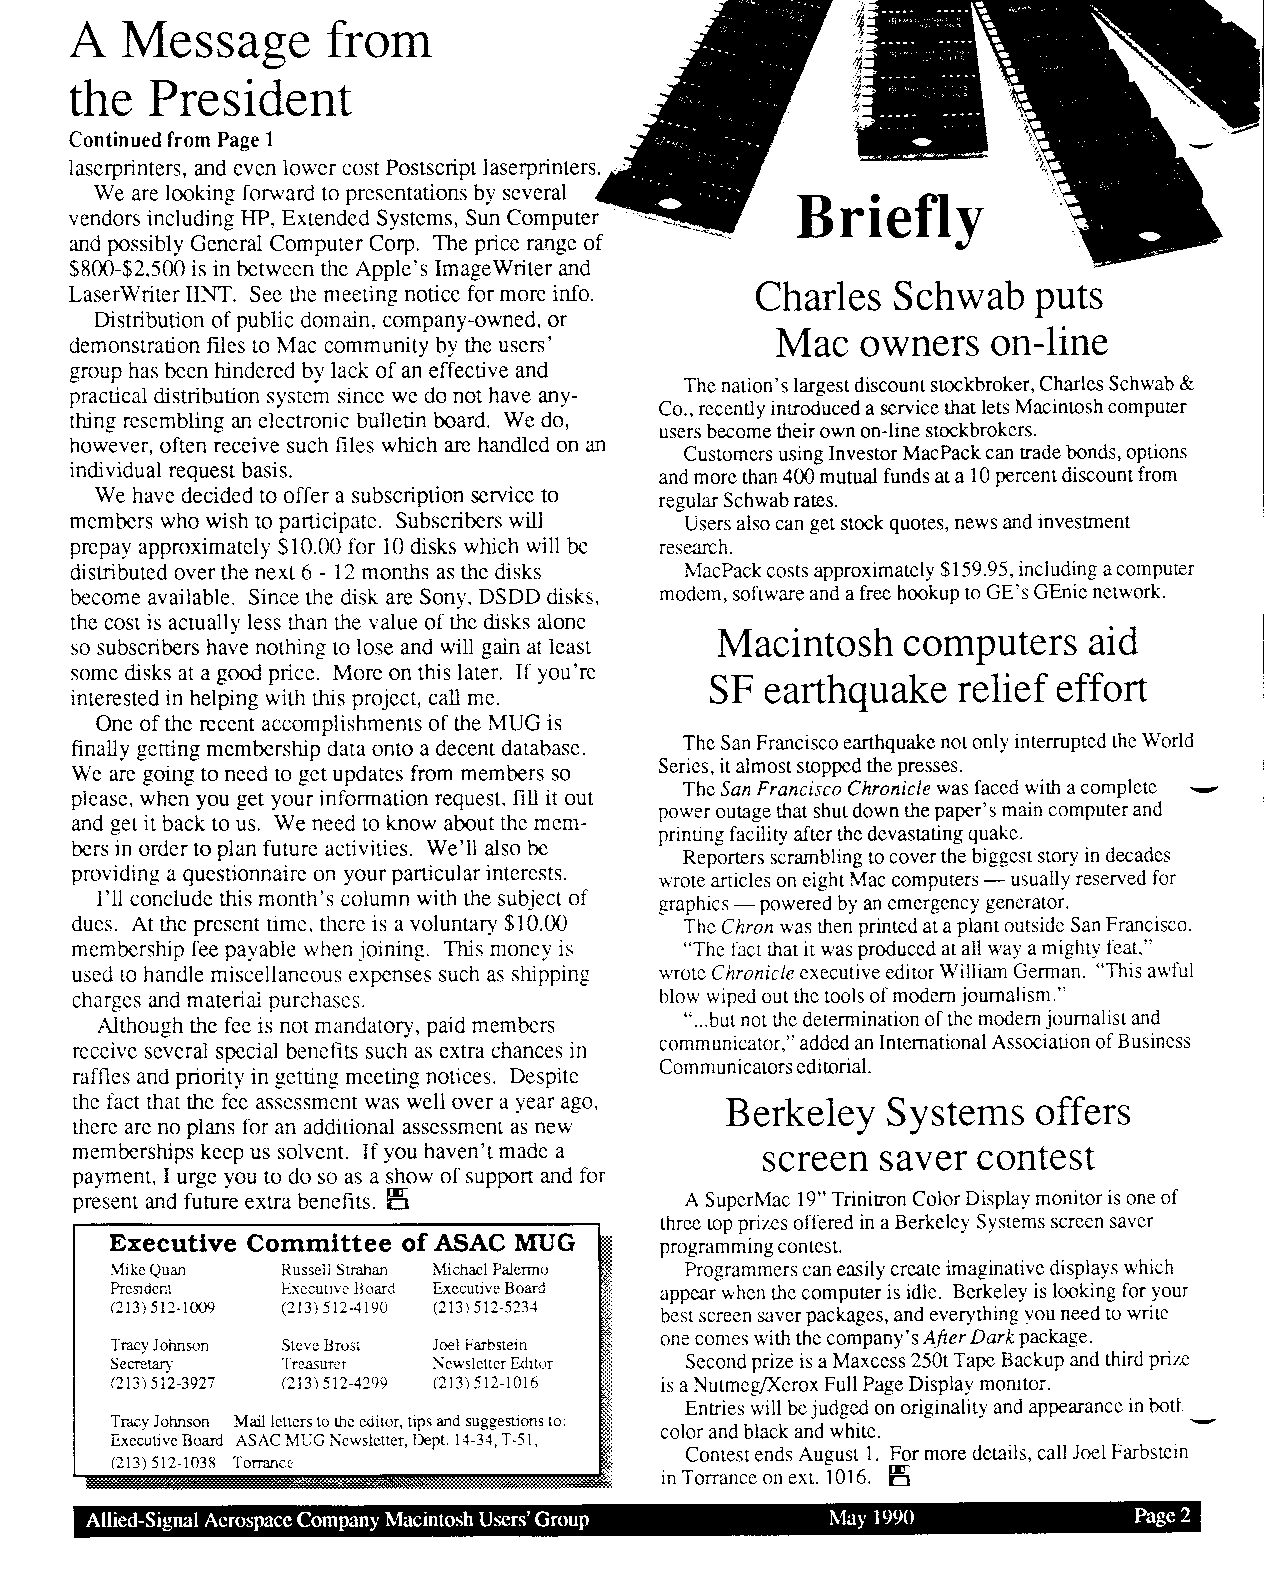 A Message from
the President
Continued from Page 1
laserprinters, and even lower cost Postscript laserprinters.
We are looking forward to presentations by several
vendors including HP, Extended Systems, Sun Computer
and possibly General Computer Corp. The price range of
$800-$2,500 is in between the Apple's ImageWriter and
LaserWriter IINT. See the meeting notice for more info.
Distribution of public domain, company-owned, or
demonstration files to Mac community by the users'
group has been hindered by lack of an effective and
practical distribution system since we do not have any-
thing resembling an electronic bulletin board. We do,
however, often receive such files which are handled on an
individual request basis.
We have decided to offer a subscription service to
members who wish to participate. Subscribers will
prepay approximately $10.00 for 10 disks which will be
distributed over the next 6 - 12 months as the disks
become available. Since the disk are Sony, DSDD disks,
the cost is actually less than the value of the disks alone
so subscribers have nothing to lose and will gain at least
some disks at a good price. More on this later. If you're
interested in helping with this project, call me.
One of the recent accomplishments of the MUG is
finally getting membership data onto a decent database.
We are going to need to get updates from members so
please, when you get your information request, fill it out
and get it back to us. We need to know about the mem-
bers in order to plan future activities. We'll also be
providing a questionnaire on your particular interests.
I'll conclude this month's column with the subject of
dues. At the present time, there is a voluntary $10.00
membership fee payable when joining. This money is
used to handle miscellaneous expenses such as shipping
charges and material purchases.
Although the fee is not mandatory, paid members
receive several special benefits such as extra chances in
raffles and priority in getting meeting notices. Despite
the fact that the fee assessment was well over a year ago,
there are no plans for an additional assessment as new
memberships keep us solvent. If you haven't made a
payment, I urge you to do so as a show of support and for
present and future extra benefits.
Executive Committee of ASAC MUG
Mike Quan Russell Strahan Michael Palermo
President Executive Board Executive Board
(213) 512-1009 (213) 512-4190 (213) 512-5234
Tracy Johnson Steve Brost Joel Farbstein
Secretary Treasurer Newsletter Editor
(213) 512-3927 (213) 512-4299 (213) 512-1016
Tracy Johnson Mail letters to the editor, tips and suggestions to:
Executive Board ASAC MUG Newsletter, Dept. 14-34, T-51,
(213) 512-1038 Torrance
Briefly
Charles Schwab puts
Mac owners on-line
The nation's largest discount stockbroker, Charles Schwab &
Co., recently introduced a service that lets Macintosh computer
users become their own on-line stockbrokers.
Customers using Investor MacPack can trade bonds, options
and more than 400 mutual funds at a 10 percent discount from
regular Schwab rates.
Users also can get stock quotes, news and investment
research.
MacPack costs approximately $159.95, including a computer
modem, software and a free hookup to GE's GEnie network.
Macintosh computers aid
SF earthquake relief effort
The San Francisco earthquake not only interrupted the World
Series, it almost stopped the presses.
The San Francisco Chronicle was faced with a complete
power outage that shut down the paper's main computer and
printing facility after the devastating quake.
Reporters scrambling to cover the biggest story in decades
wrote articles on eight Mac computers — usually reserved for
graphics — powered by an emergency generator.
The Chron was then printed at a plant outside San Francisco.
"The fact that it was produced at all way a mighty feat,"
wrote Chronicle executive editor William German. "This awful
blow wiped out the tools of modern journalism."
"...but not the determination of the modern journalist and
communicator," added an International Association of Business
Communicators editorial.
Berkeley Systems offers
screen saver contest
A SuperMac 19" Trinitron Color Display monitor is one of
three top prizes offered in a Berkeley Systems screen saver
programming contest.
Programmers can easily create imaginative displays which
appear when the computer is idle. Berkeley is looking for your
best screen saver packages, and everything you need to write
one comes with the company's After Dark package.
Second prize is a Maxcess 250t Tape Backup and third prize
is a Nutmeg/Xerox Full Page Display monitor.
Entries will be judged on originality and appearance in both
color and black and white.
Contest ends August 1. For more details, call Joel Farbstein
in Torrance on ext. 1016.
Allied-Signal Aerospace Company Macintosh Users' Group May 1990 Page 2